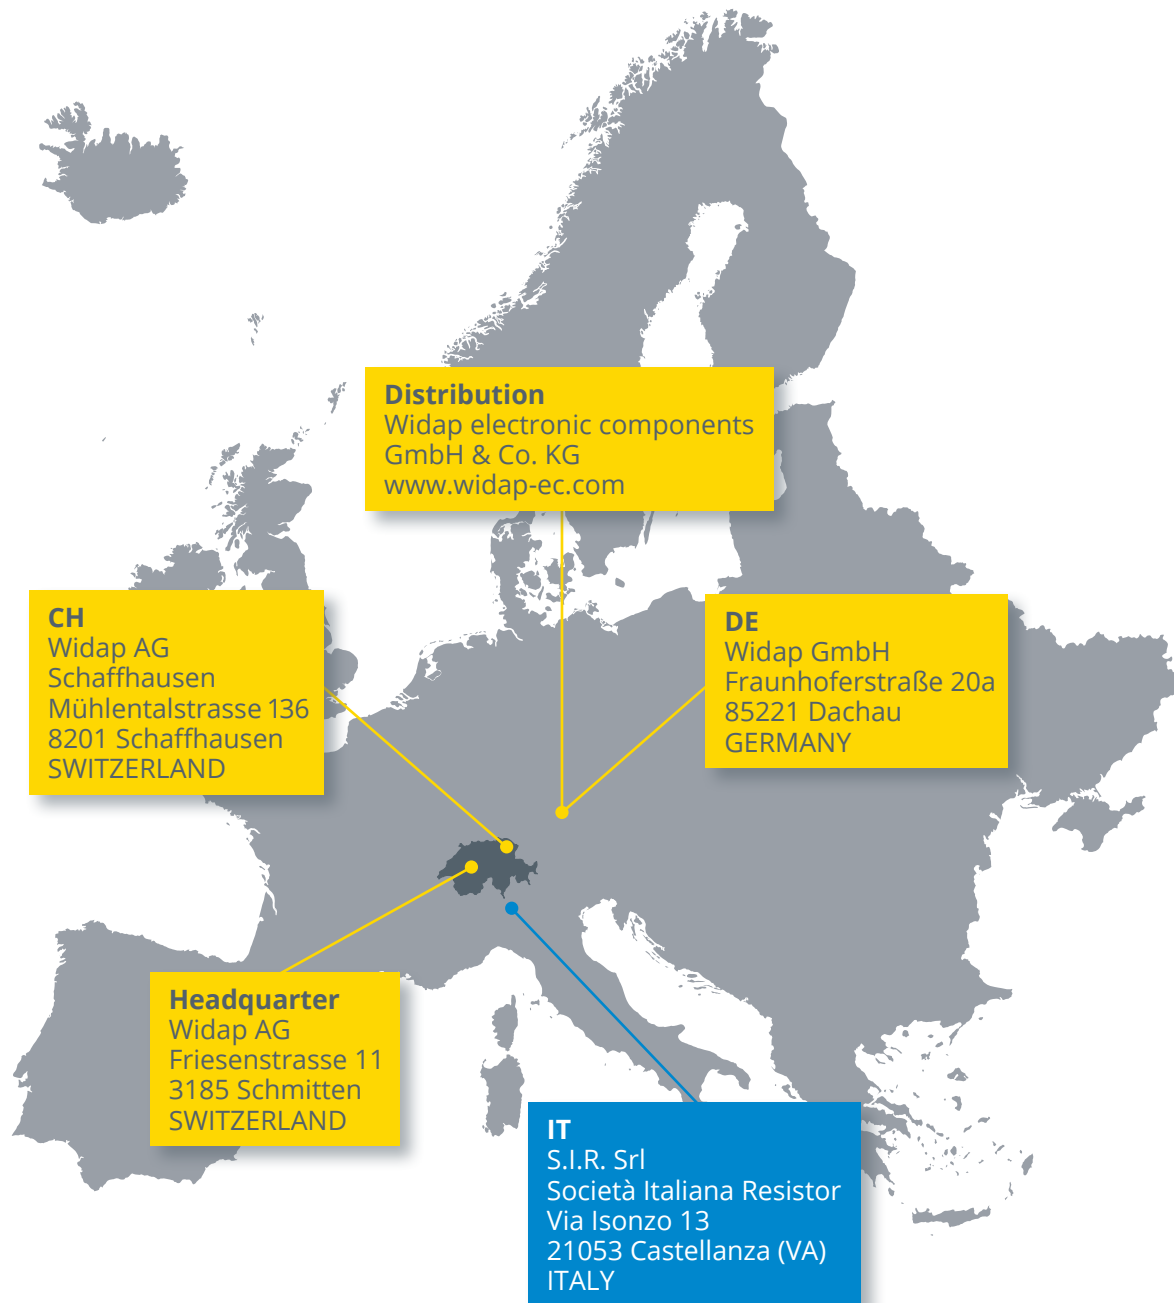 Distribution
Widap electronic components
GmbH & Co. KG
www.widap-ec.com
CH
Widap AG
Schaffhausen
Mühlentalstrasse 136
8201 Schaffhausen
SWITZERLAND
DE
Widap GmbH
Fraunhoferstraße 20a
85221 Dachau
GERMANY
Headquarter
Widap AG
Friesenstrasse 11
3185 Schmitten
SWITZERLAND
IT
S.I.R. Srl
Società Italiana Resistor
Via Isonzo 13
21053 Castellanza (VA)
ITALY